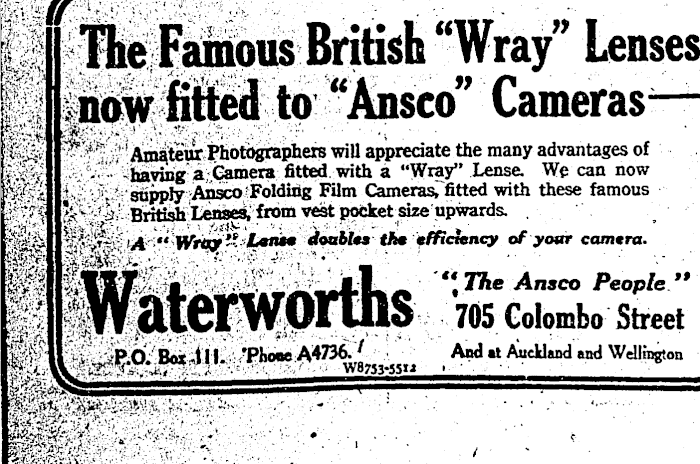 The Famous British "Wray" Lenses
now fitted to "Ansco" Cameras—
Amateur Photographers will appreciate the many advantages of
having a Camera fitted with a "Wray" Lense. We can now
supply Ansco Folding Film Cameras, fitted with these famous
British Lenses, from vest pocket size upwards.
A "Wray" Lense doubles the efficiency of your camera.
Waterworths
"The Ansco People"
705 Colombo Street
P.O. Box 111. 'Phone A4736.
And at Auckland and Wellington
W8753-5512